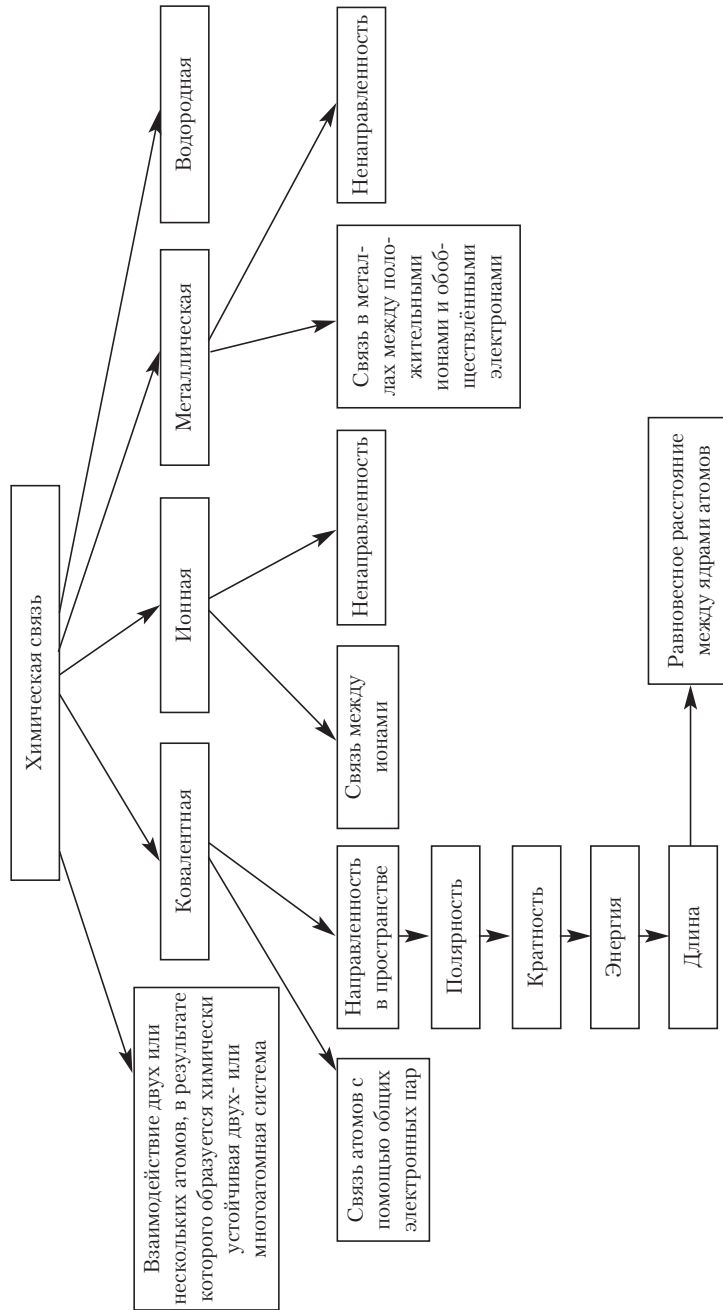 Химическая связь
Взаимодействие двух или
нескольких атомов, в результате
которого образуется химически
устойчивая двух- или
многоатомная система
Ковалентная
Ионная
Металлическая
Водородная
Связь атомов с
помощью общих
электронных пар
Направленность
в пространстве
Связь между
ионами
Ненаправленность
Связь в метал-
лах между поло-
жительными
ионами и обоб-
ществлёнными
электронами
Ненаправленность
Полярность
Кратность
Энергия
Длина
Равновесное расстояние
между ядрами атомов